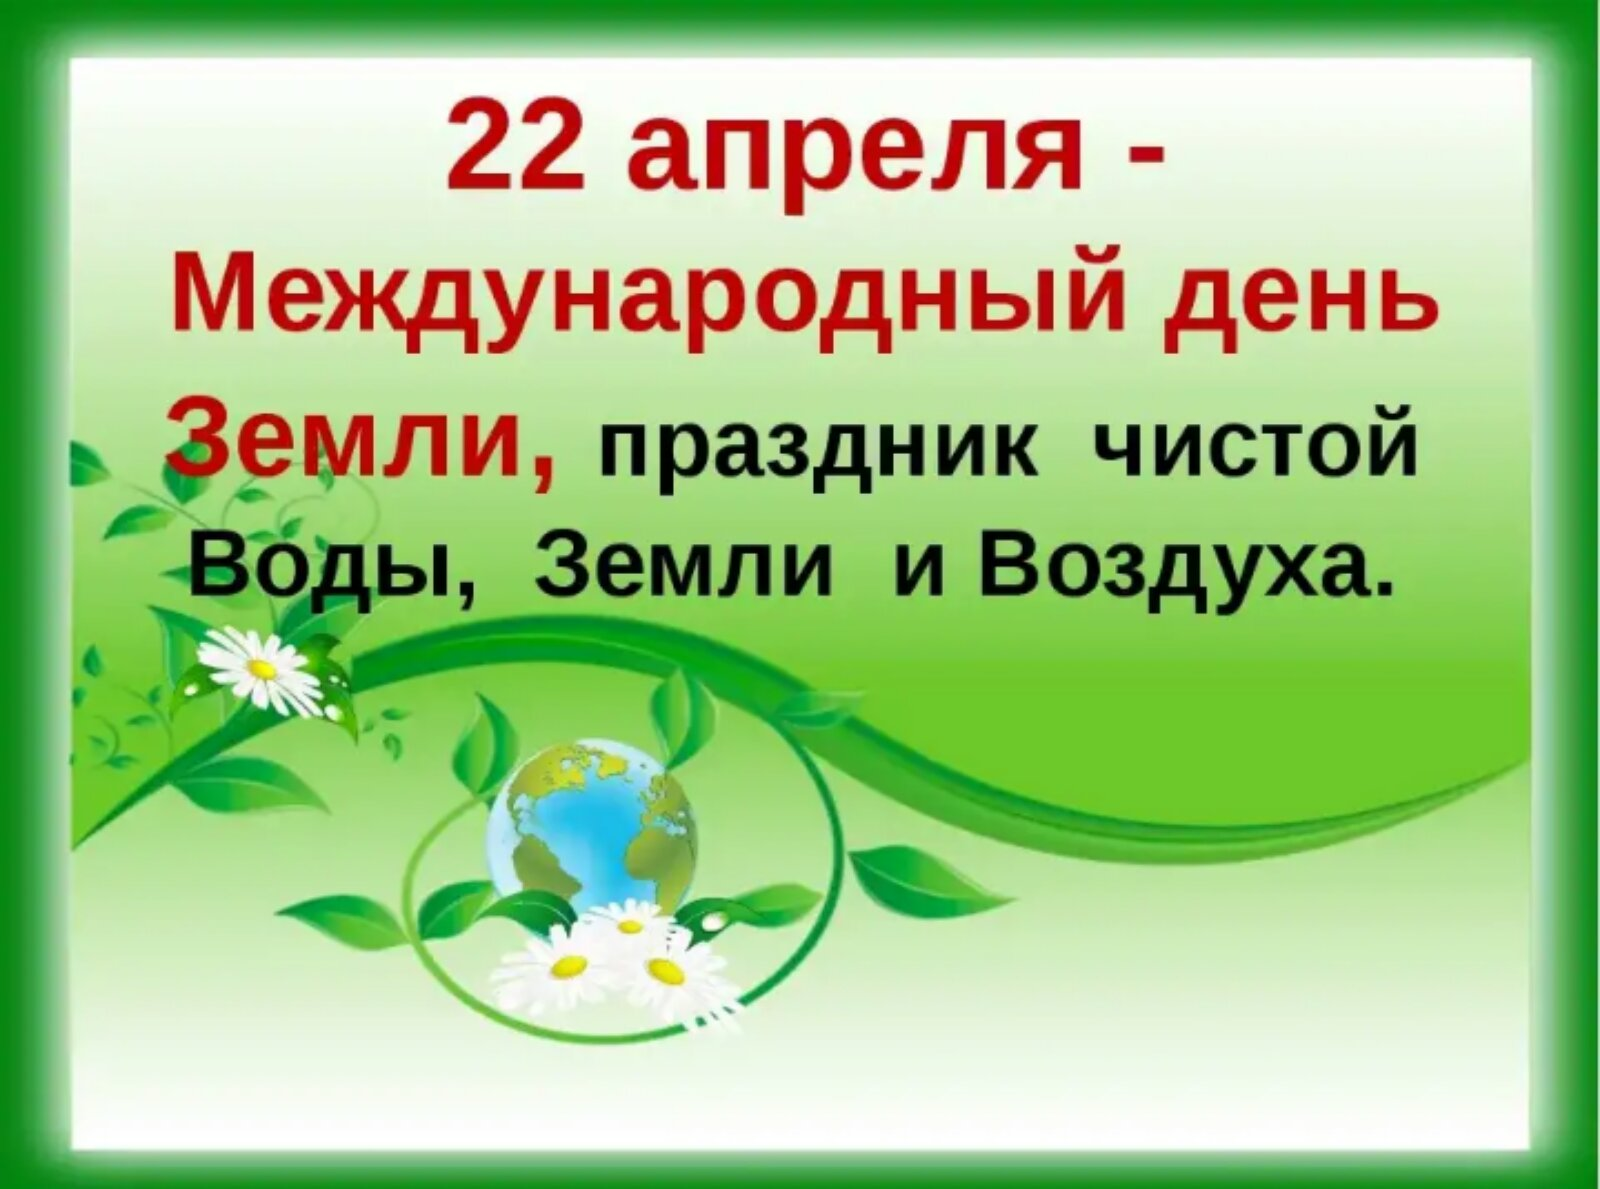 22 апреля -
Международный день
Земли, праздник чистой
Воды, Земли и Воздуха.